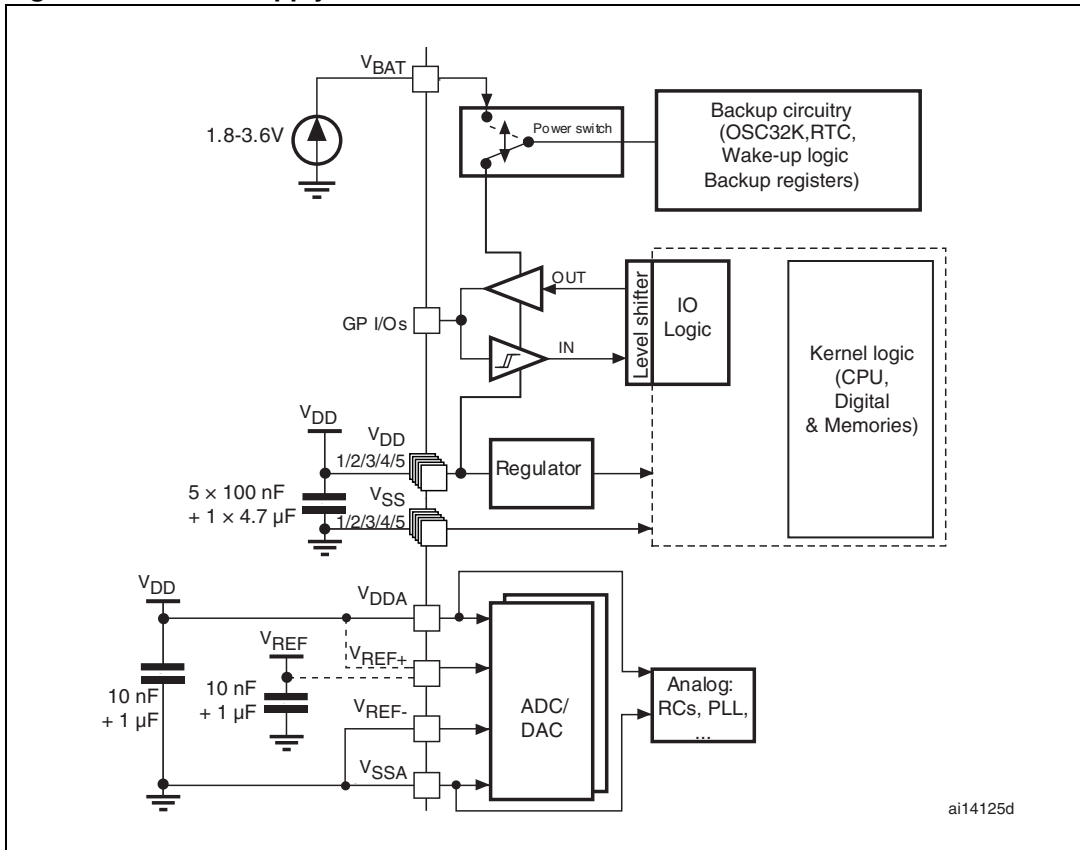 VBAT
1.8-3.6V
Power switch
Backup circuitry
(OSC32K,RTC,
Wake-up logic
Backup registers)
OUT
GP I/Os
IN
Level shifter
IO
Logic
Kernel logic
(CPU,
Digital
& Memories)
VDD
VDD
1/2/3/4/5
Regulator
5 × 100 nF
+ 1 × 4.7 µF
VSS
1/2/3/4/5
VDD
VDDA
VREF
VREF+
10 nF
+ 1 µF
10 nF
+ 1 µF
VREF-
ADC/
DAC
Analog:
RCs, PLL,
...
VSSA
ai14125d